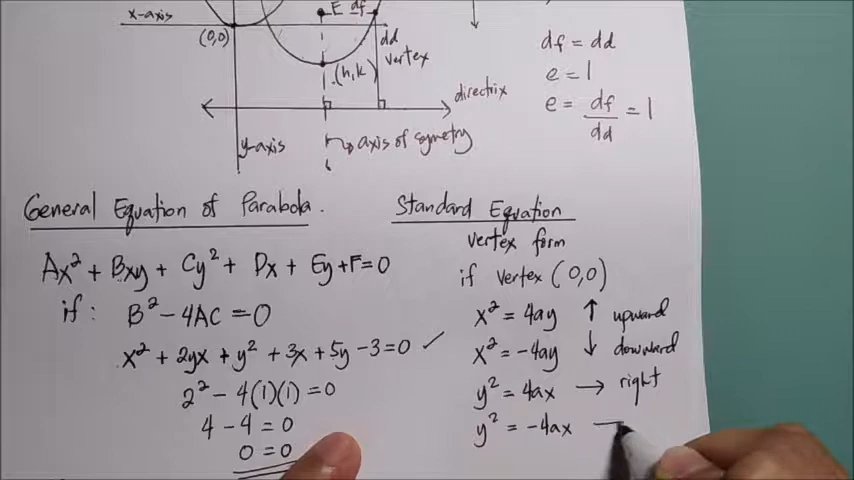 x-axis
E df
(0,0)
dd
vertex
(h,k)
directrix
y-axis
axis of symetry
df = dd
e = 1
e = df/dd = 1
General Equation of Parabola.
Ax² + Bxy + Cy² + Dx + Ey + F = 0
if: B² - 4AC = 0
x² + 2yx + y² + 3x + 5y - 3 = 0 ✓
2² - 4(1)(1) = 0
4 - 4 = 0
0 = 0
Standard Equation
vertex form
if vertex (0,0)
x² = 4ay ↑ upward
x² = -4ay ↓ downward
y² = 4ax → right
y² = -4ax